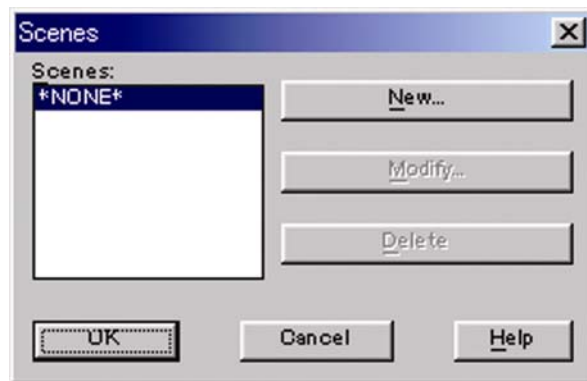 Scenes
Scenes:
*NONE*
New...
Modify...
Delete
OK
Cancel
Help